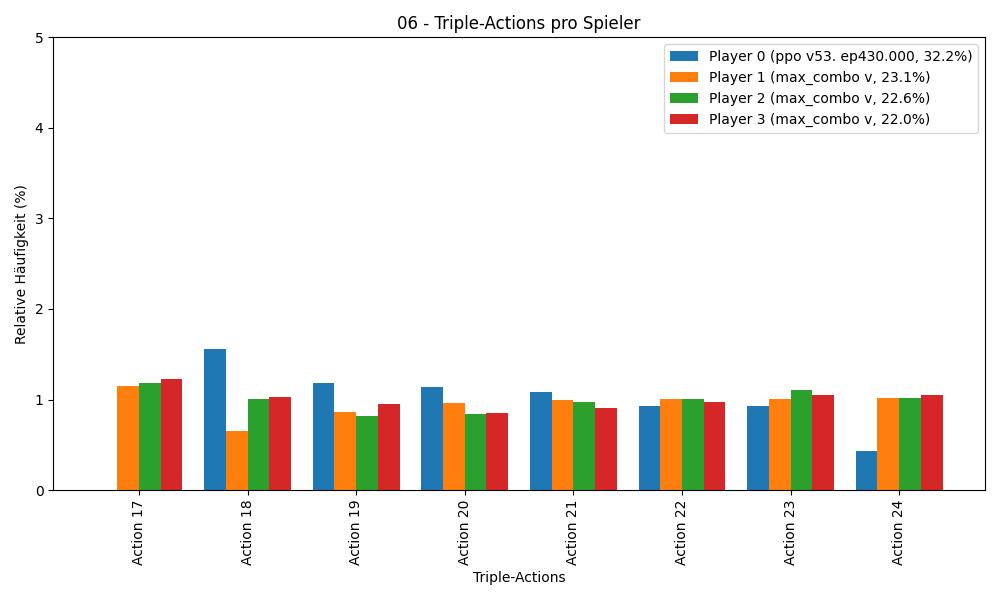 06 - Triple-Actions pro Spieler
5
4
3
2
1
0
Relative Häufigkeit (%)
Player 0 (ppo v53. ep430.000, 32.2%)
Player 1 (max_combo v, 23.1%)
Player 2 (max_combo v, 22.6%)
Player 3 (max_combo v, 22.0%)
Action 17
Action 18
Action 19
Action 20
Action 21
Action 22
Action 23
Action 24
Triple-Actions